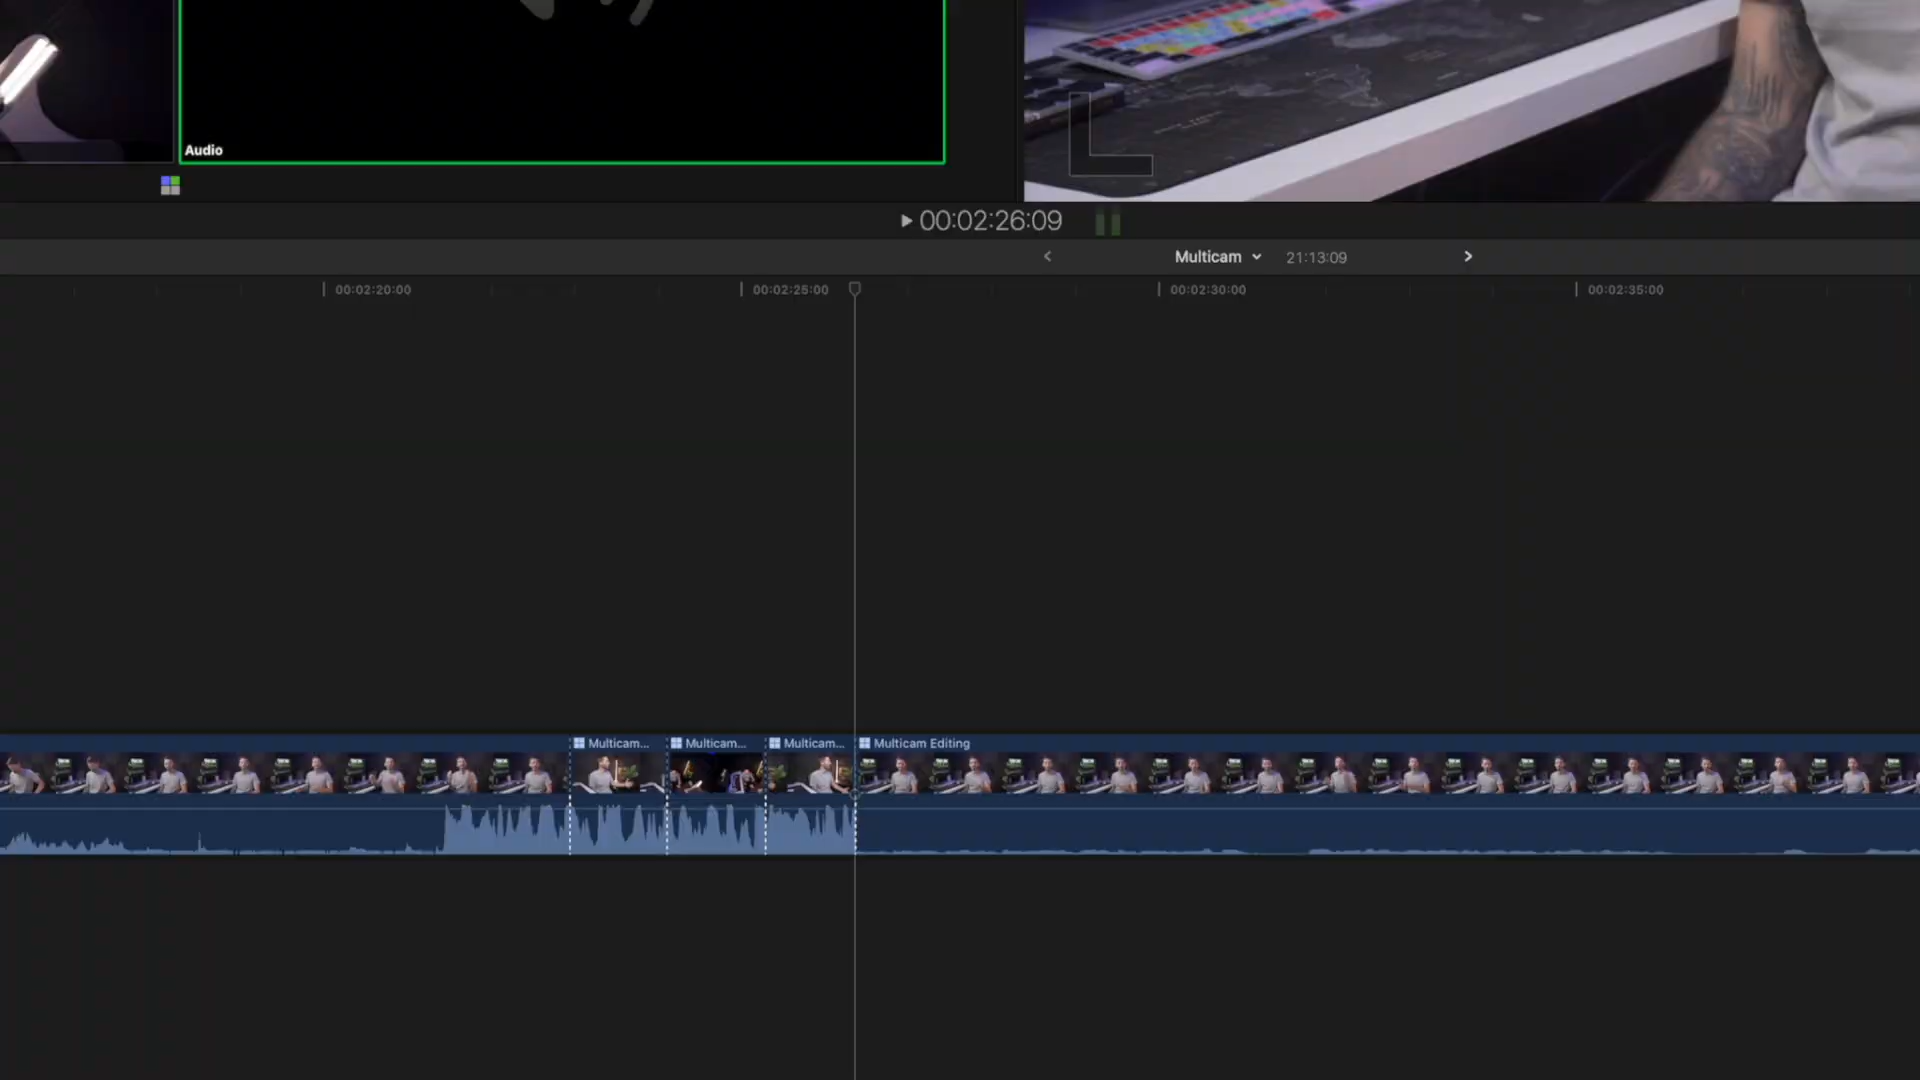 Audio
00:02:26:09
Multicam 21:13:09
00:02:20:00 00:02:25:00 00:02:30:00 00:02:35:00
Multicam... Multicam... Multicam... Multicam Editing